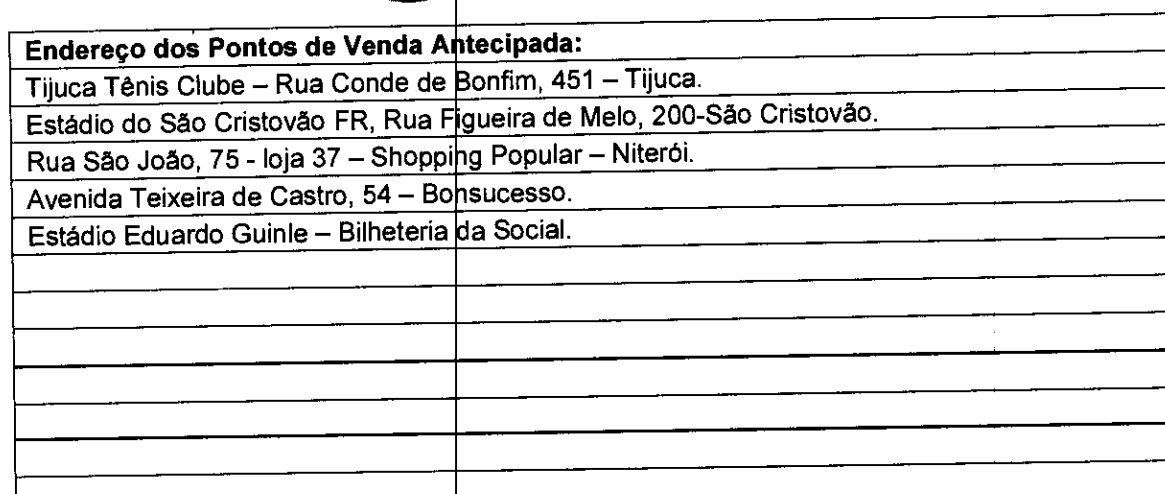 Endereço dos Pontos de Venda Antecipada:
Tijuca Tênis Clube – Rua Conde de Bonfim, 451 – Tijuca.
Estádio do São Cristovão FR, Rua Figueira de Melo, 200-São Cristovão.
Rua São João, 75 - loja 37 – Shopping Popular – Niterói.
Avenida Teixeira de Castro, 54 – Bonsucesso.
Estádio Eduardo Guinle – Bilheteria da Social.